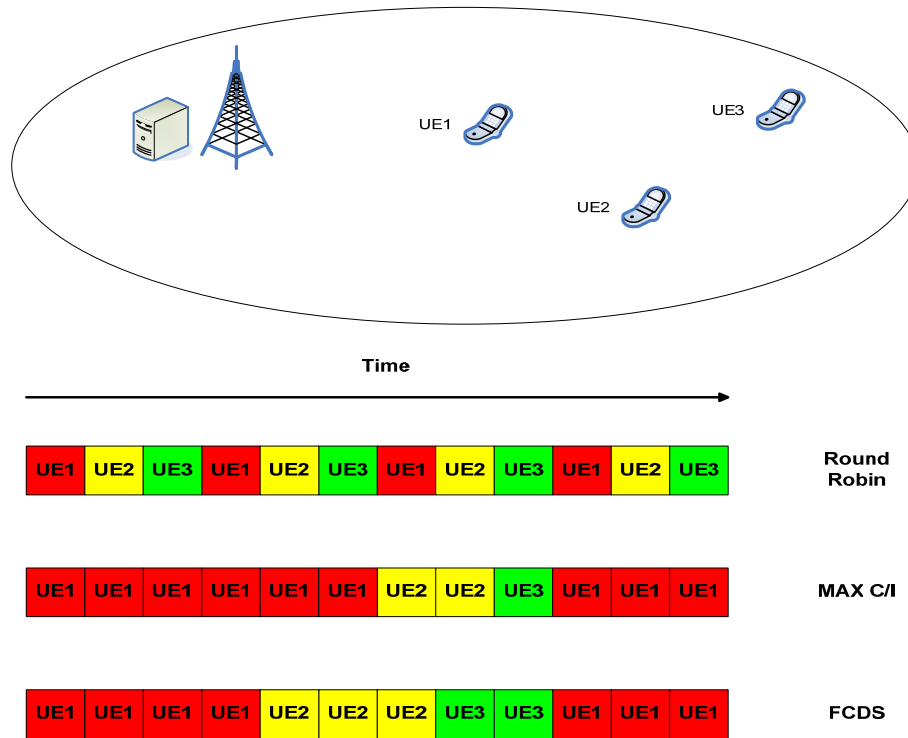 UE1
UE3
UE2
Time
UE1 UE2 UE3 UE1 UE2 UE3 UE1 UE2 UE3 UE1 UE2 UE3
Round
Robin
UE1 UE1 UE1 UE1 UE1 UE1 UE2 UE2 UE3 UE1 UE1 UE1
MAX C/I
UE1 UE1 UE1 UE1 UE2 UE2 UE2 UE3 UE3 UE1 UE1 UE1
FCDS